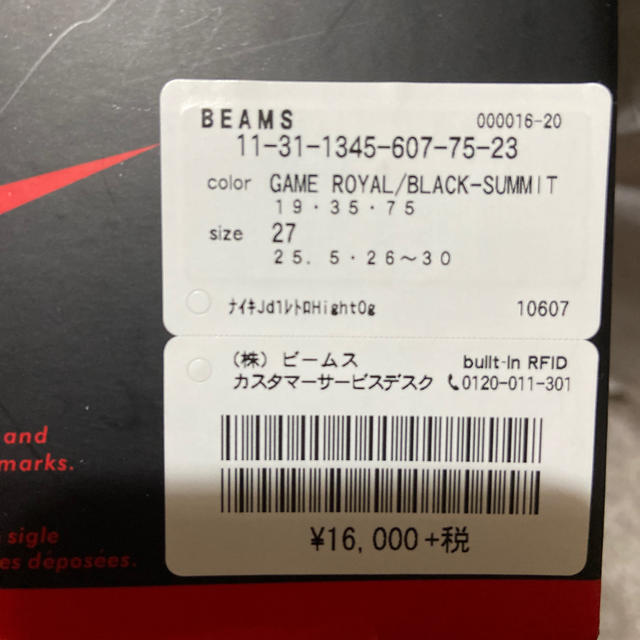 BEAMS 000016-20
11-31-1345-607-75-23
color GAME ROYAL/BLACK-SUMMIT
19・35・75
size 27
25. 5・26〜30
ﾅｲｷJd1ﾚﾄﾛHightOg 10607
(株) ビームス built-in RFID
カスタマーサービスデスク 0120-011-301
¥16,000+税
and
marks.
sigle
es déposées.